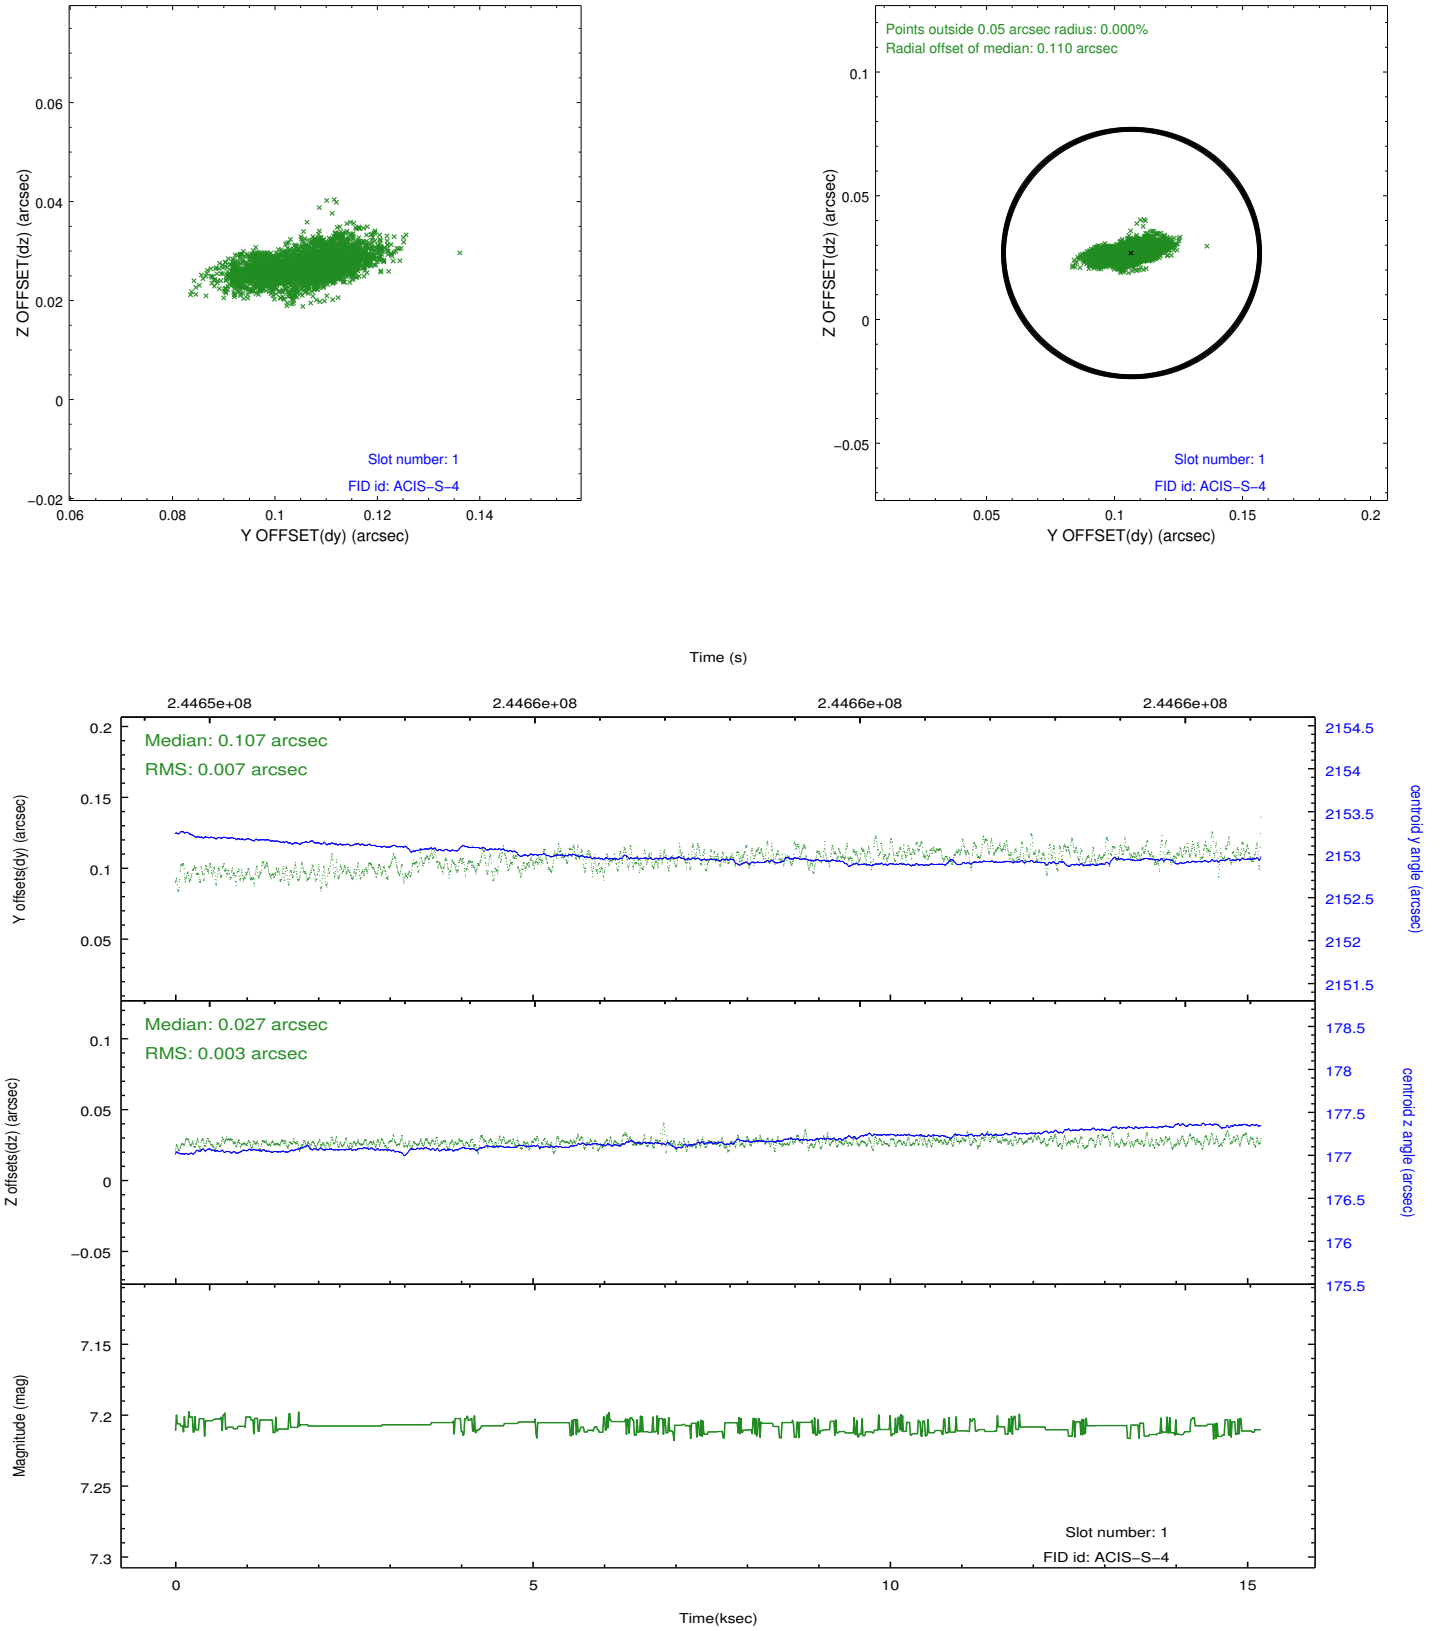 0.06
0.04
0.02
0
−0.02
0.06
0.08
0.1
0.12
0.14
Z OFFSET(dz) (arcsec)
Y OFFSET(dy) (arcsec)
Slot number: 1
FID id: ACIS−S−4
Points outside 0.05 arcsec radius: 0.000%
Radial offset of median: 0.110 arcsec
0.1
0.05
0
−0.05
0.05
0.1
0.15
0.2
Z OFFSET(dz) (arcsec)
Y OFFSET(dy) (arcsec)
Slot number: 1
FID id: ACIS−S−4
Time (s)
2.4465e+08
2.4466e+08
2.4466e+08
2.4466e+08
Median: 0.107 arcsec
RMS: 0.007 arcsec
0.2
0.15
0.1
0.05
Y offsets(dy) (arcsec)
2154.5
2154
2153.5
2153
2152.5
2152
2151.5
centroid y angle (arcsec)
Median: 0.027 arcsec
RMS: 0.003 arcsec
0.1
0.05
0
−0.05
Z offsets(dz) (arcsec)
178.5
178
177.5
177
176.5
176
175.5
centroid z angle (arcsec)
7.15
7.2
7.25
7.3
Magnitude (mag)
Slot number: 1
FID id: ACIS−S−4
0
5
10
15
Time(ksec)